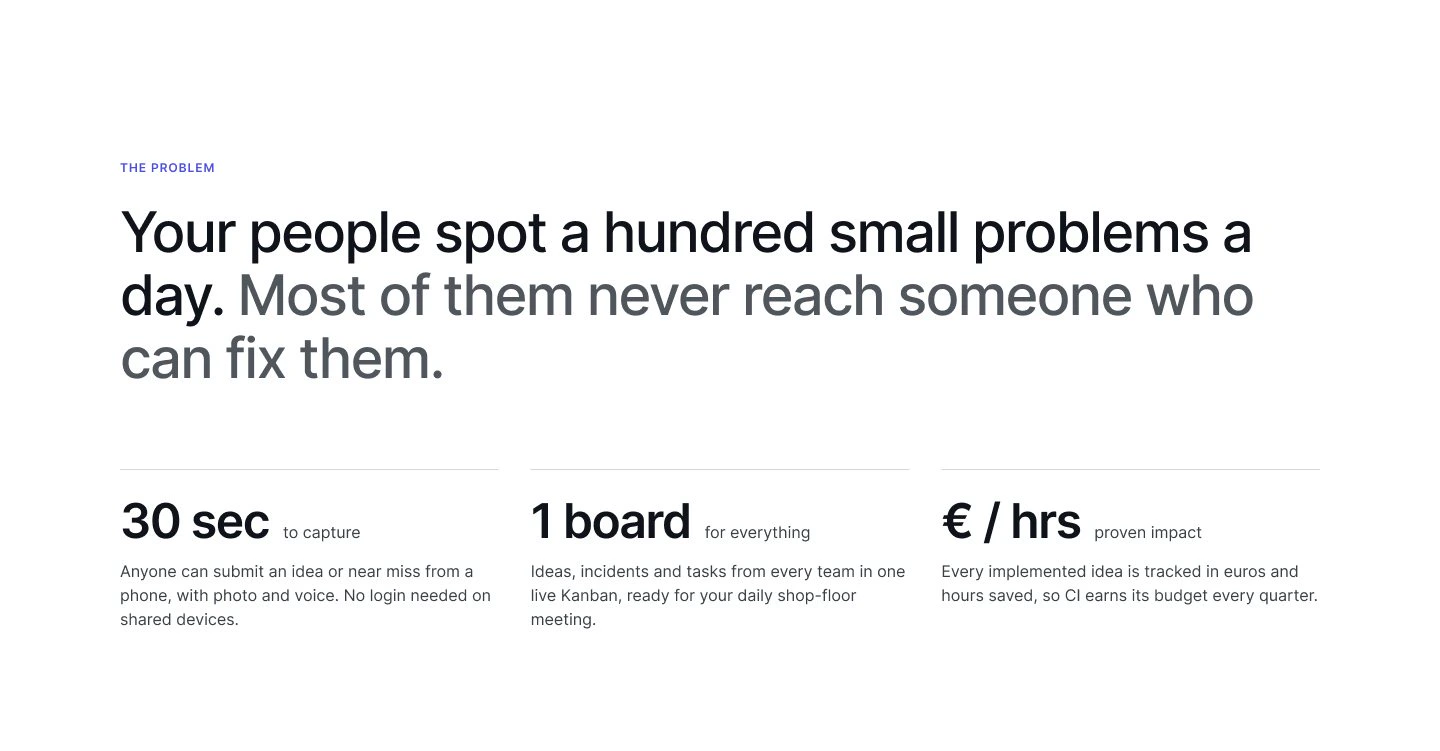 THE PROBLEM
Your people spot a hundred small problems a
day. Most of them never reach someone who
can fix them.
30 sec to capture
Anyone can submit an idea or near miss from a
phone, with photo and voice. No login needed on
shared devices.
1 board for everything
Ideas, incidents and tasks from every team in one
live Kanban, ready for your daily shop-floor
meeting.
€ / hrs proven impact
Every implemented idea is tracked in euros and
hours saved, so CI earns its budget every quarter.